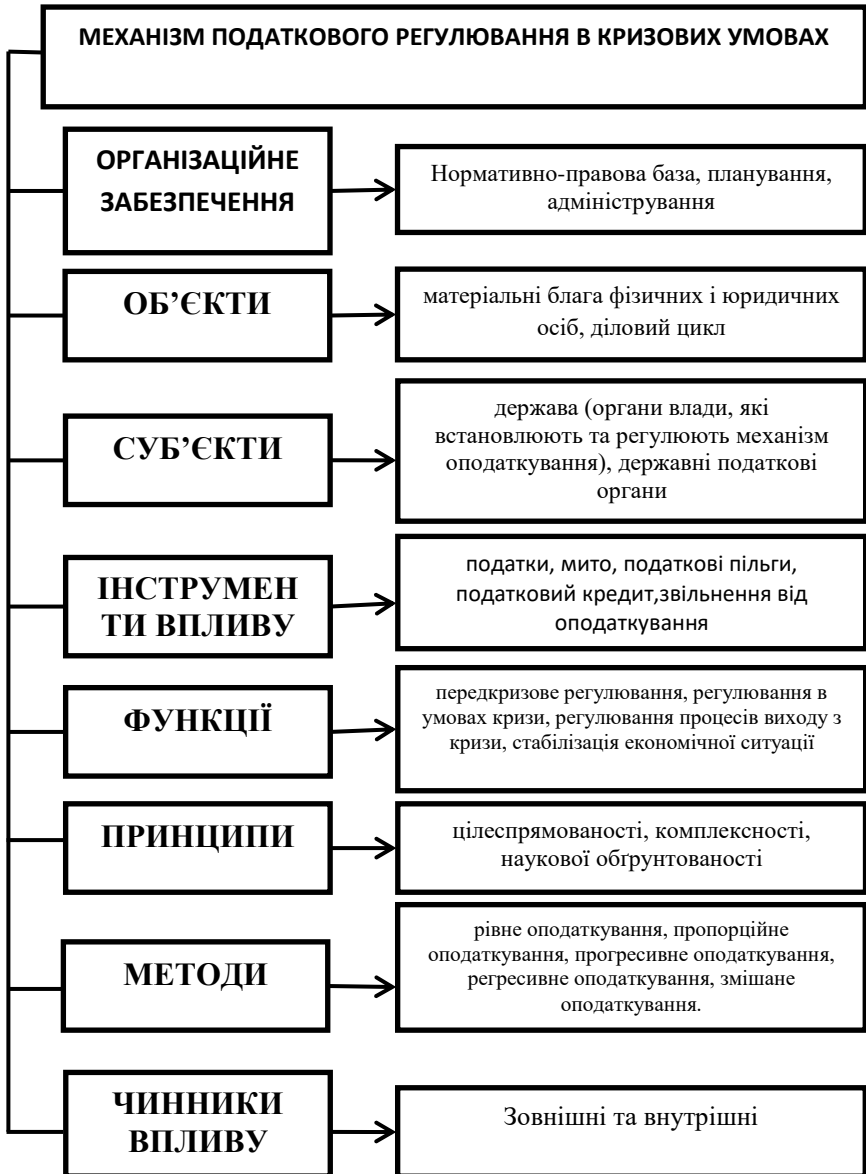 МЕХАНІЗМ ПОДАТКОВОГО РЕГУЛЮВАННЯ В КРИЗОВИХ УМОВАХ
ОРГАНІЗАЦІЙНЕ
ЗАБЕЗПЕЧЕННЯ
Нормативно-правова база, планування,
адміністрування
ОБ’ЄКТИ
матеріальні блага фізичних і юридичних
осіб, діловий цикл
СУБ’ЄКТИ
держава (органи влади, які
встановлюють та регулюють механізм
оподаткування), державні податкові
органи
ІНСТРУМЕН
ТИ ВПЛИВУ
податки, мито, податкові пільги,
податковий кредит,звільнення від
оподаткування
ФУНКЦІЇ
передкризове регулювання, регулювання в
умовах кризи, регулювання процесів виходу з
кризи, стабілізація економічної ситуації
ПРИНЦИПИ
цілеспрямованості, комплексності,
наукової обґрунтованості
МЕТОДИ
рівне оподаткування, пропорційне
оподаткування, прогресивне оподаткування,
регресивне оподаткування, змішане
оподаткування.
ЧИННИКИ
ВПЛИВУ
Зовнішні та внутрішні